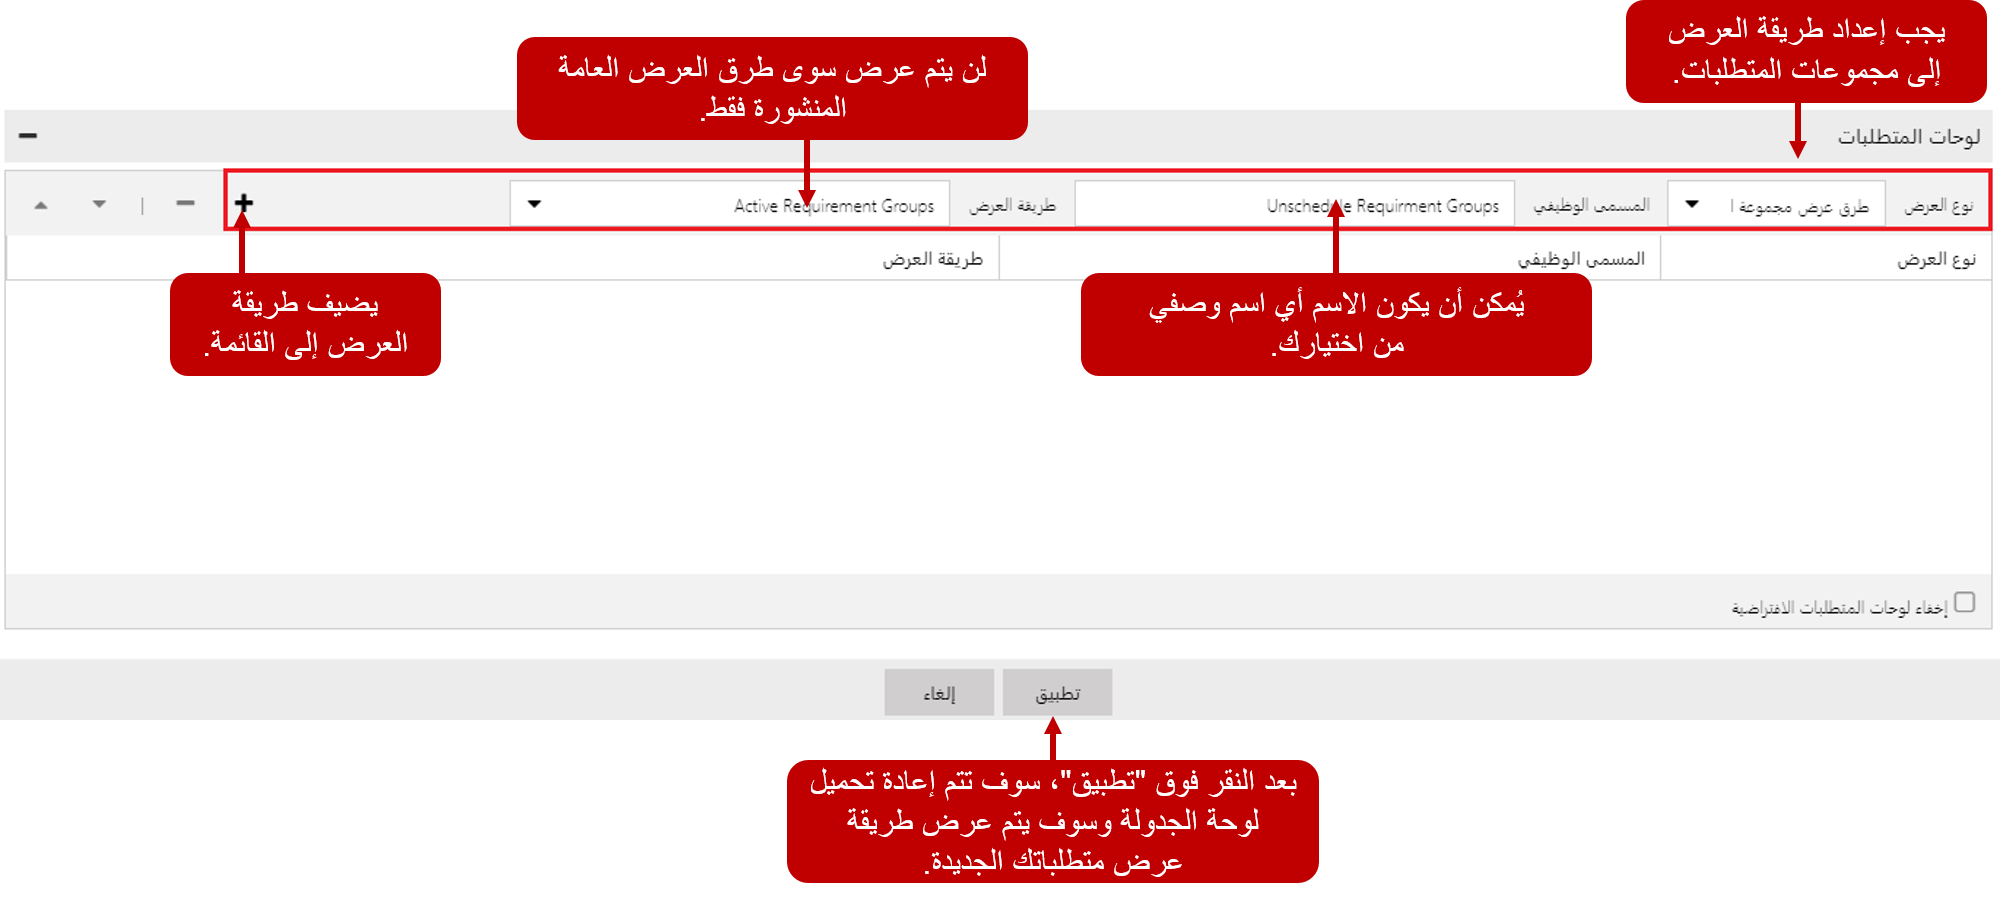 يجب إعداد طريقة العرض
إلى مجموعات المتطلبات.
لن يتم عرض سوى طرق العرض العامة
المنشورة فقط.
لوحات المتطلبات
نوع العرض
طرق عرض مجموعة ا
المسمى الوظيفي
Unschedule Requirment Groups
طريقة العرض
Active Requirement Groups
نوع العرض
المسمى الوظيفي
طريقة العرض
يُمكن أن يكون الاسم أي اسم وصفي
من اختيارك.
يضيف طريقة
العرض إلى القائمة.
إخفاء لوحات المتطلبات الافتراضية
تطبيق
إلغاء
بعد النقر فوق "تطبيق"، سوف تتم إعادة تحميل
لوحة الجدولة وسوف يتم عرض طريقة
عرض متطلباتك الجديدة.